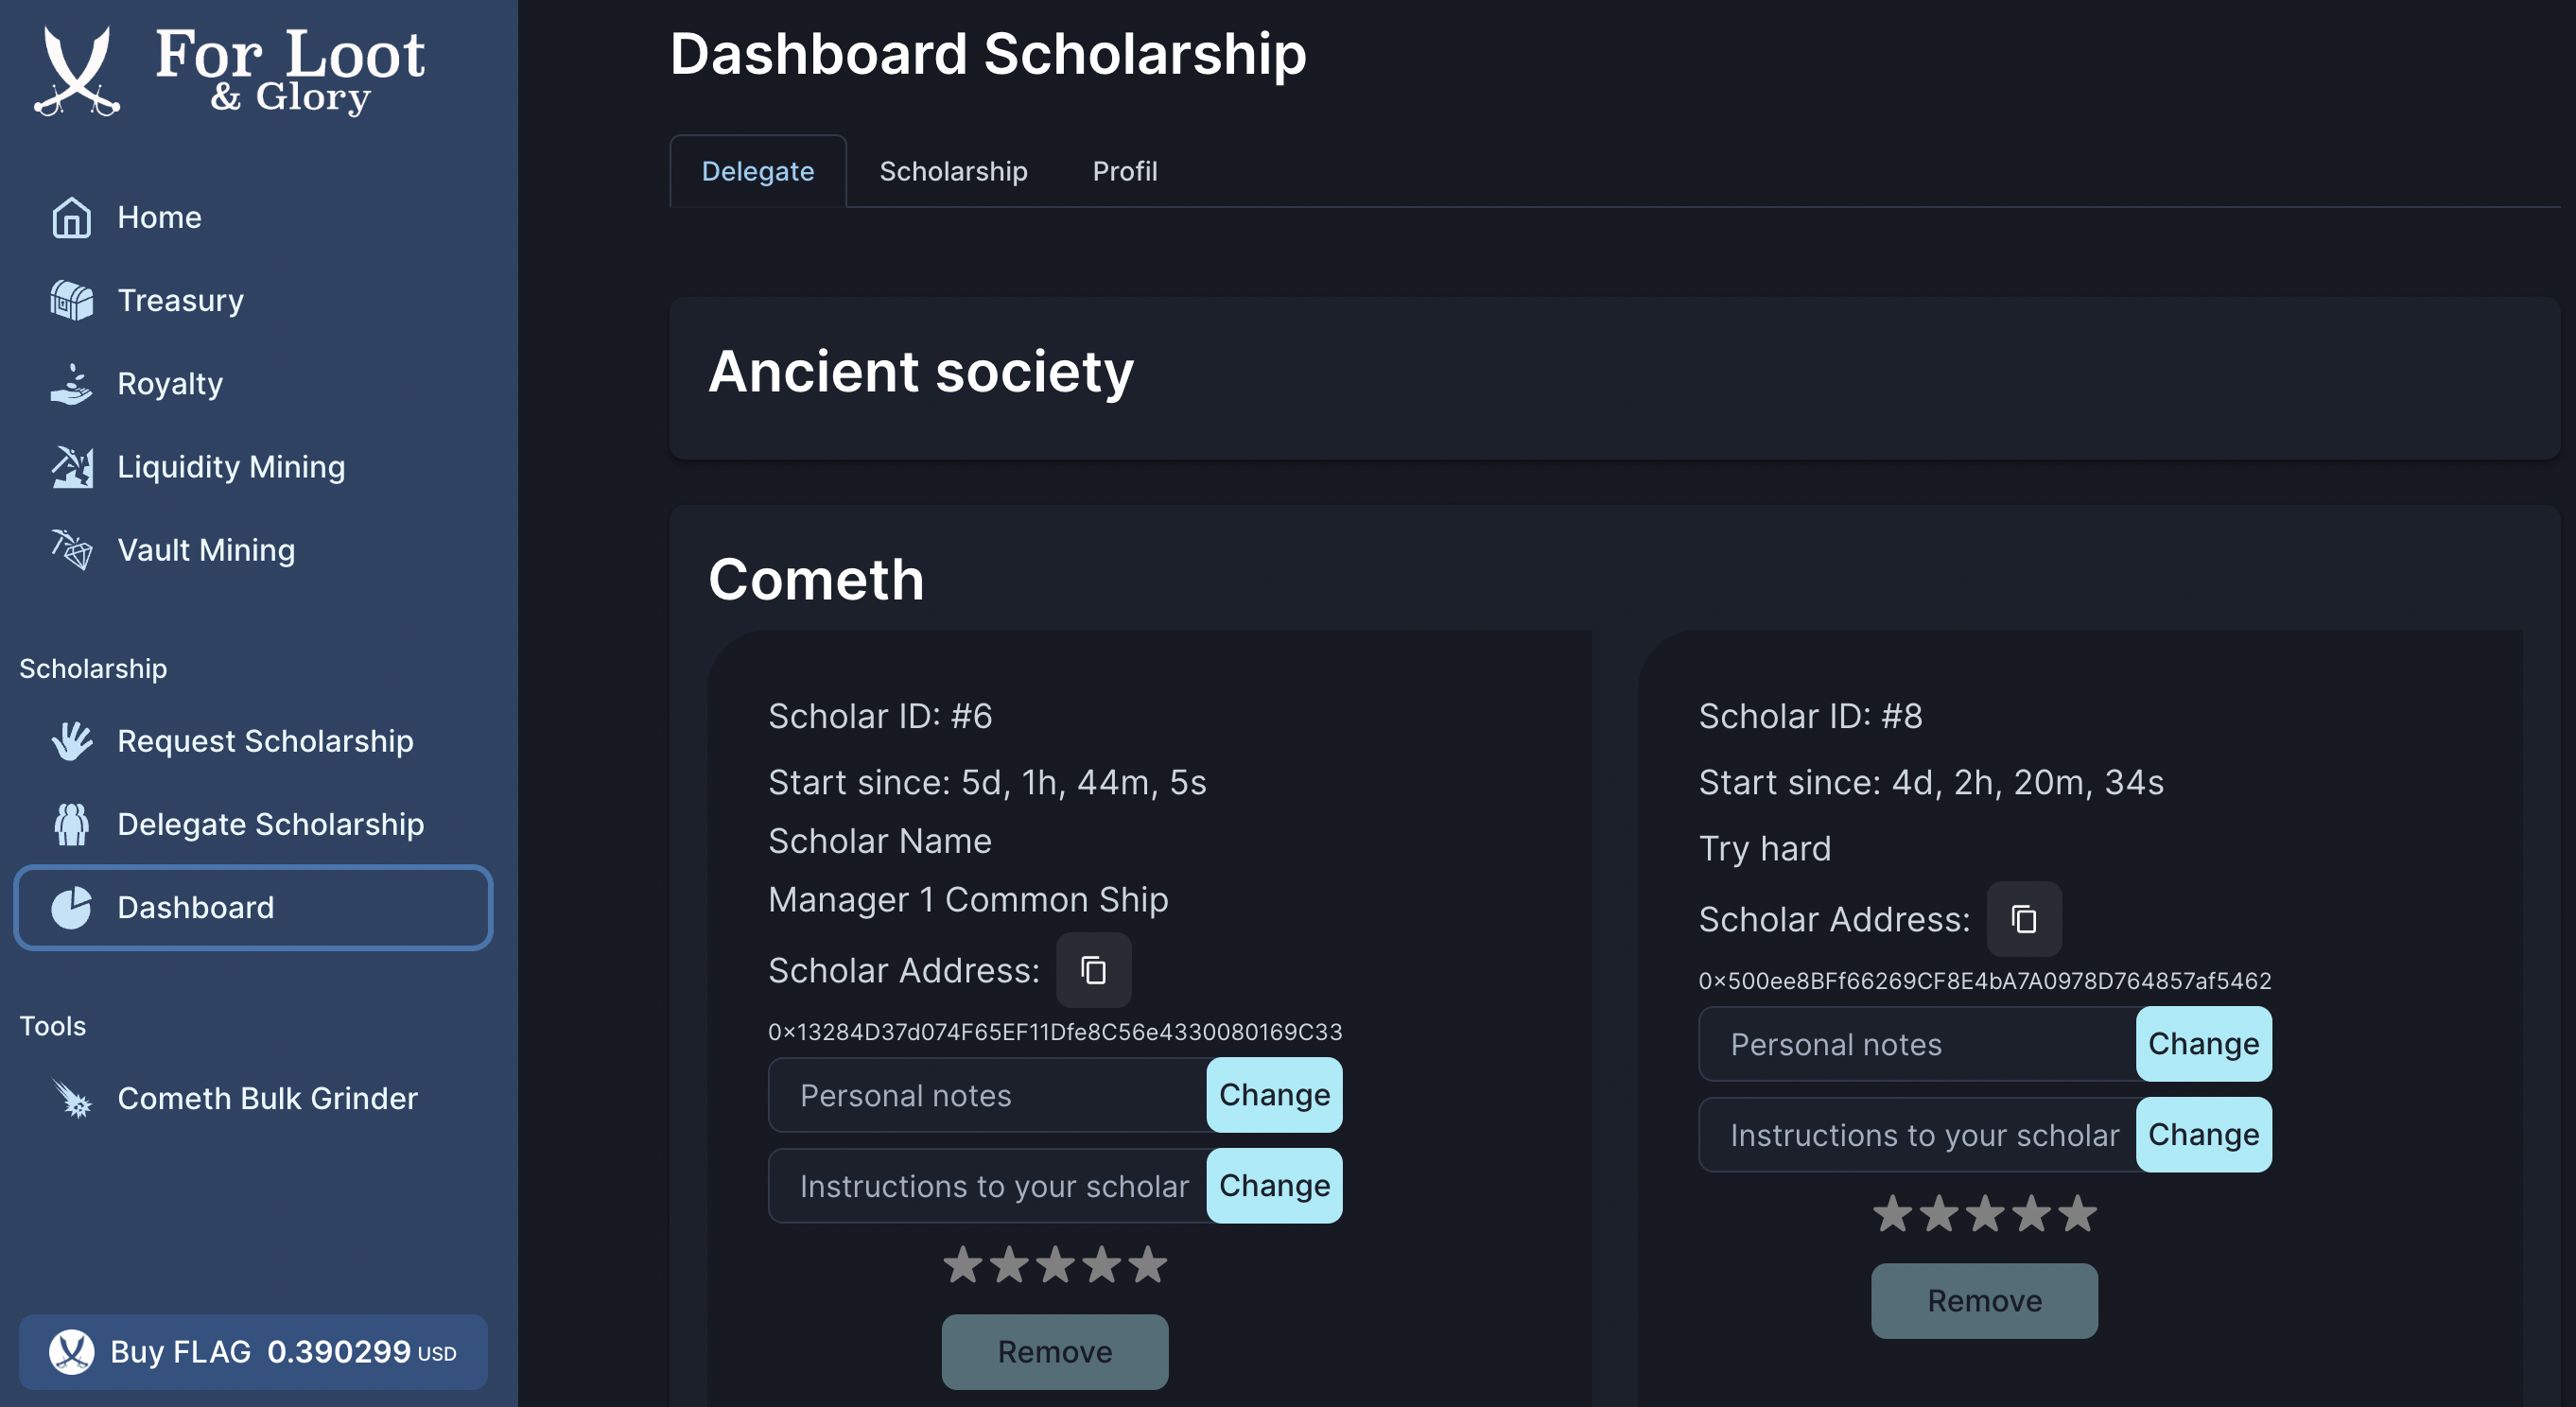 For Loot
& Glory
Home
Treasury
Royalty
Liquidity Mining
Vault Mining
Scholarship
Request Scholarship
Delegate Scholarship
Dashboard
Tools
Cometh Bulk Grinder
Buy FLAG 0.390299 USD
Dashboard Scholarship
Delegate Scholarship Profil
Ancient society
Cometh
Scholar ID: #6
Start since: 5d, 1h, 44m, 5s
Scholar Name
Manager 1 Common Ship
Scholar Address:
0x13284D37d074F65EF11Dfe8C56e4330080169C33
Personal notes Change
Instructions to your scholar Change
Remove
Scholar ID: #8
Start since: 4d, 2h, 20m, 34s
Try hard
Scholar Address:
0x500ee8BFf66269CF8E4bA7A0978D764857af5462
Personal notes Change
Instructions to your scholar Change
Remove